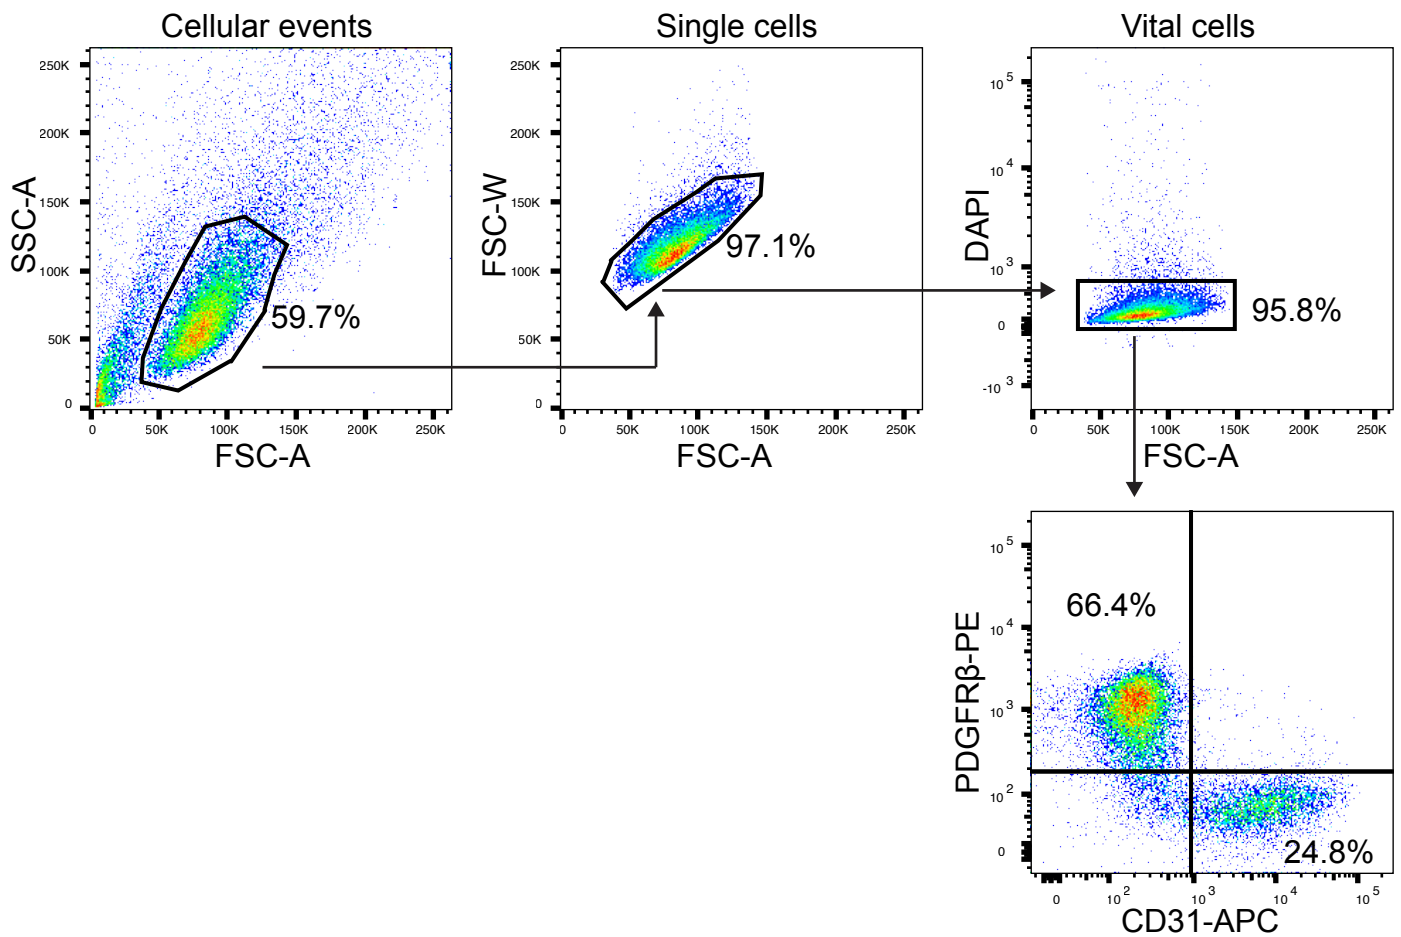 Cellular events
Single cells
Vital cells
250K
200K
150K
100K
50K
0
SSC-A
59.7%
0 50K 100K 150K 200K 250K
FSC-A
250K
200K
150K
100K
50K
0
FSC-W
97.1%
0 50K 100K 150K 200K 250K
FSC-A
10 5
10 4
10 3
0
-10 3
DAPI
95.8%
0 50K 100K 150K 200K 250K
FSC-A
10 5
10 4
10 3
10 2
0
PDGFRβ-PE
66.4%
24.8%
0 10 2 10 3 10 4 10 5
CD31-APC